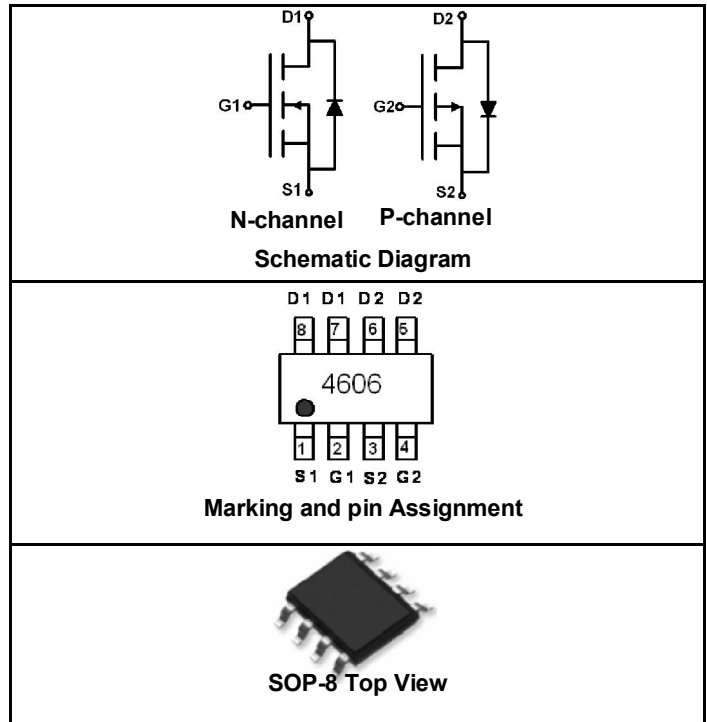 D1 D2
G1 G2
S1 S2
N-channel P-channel
Schematic Diagram
D1 D1 D2 D2
8 7 6 5
4606
1 2 3 4
S1 G1 S2 G2
Marking and pin Assignment
SOP-8 Top View